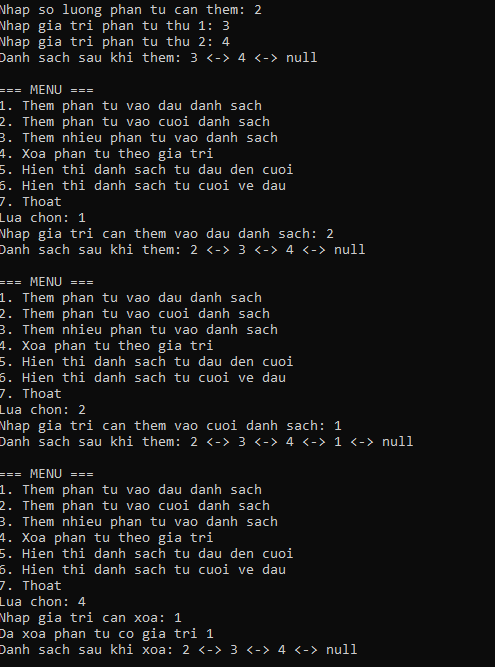 Nhap so luong phan tu can them: 2
Nhap gia tri phan tu thu 1: 3
Nhap gia tri phan tu thu 2: 4
Danh sach sau khi them: 3 <-> 4 <-> null
=== MENU ===
1. Them phan tu vao dau danh sach
2. Them phan tu vao cuoi danh sach
3. Them nhieu phan tu vao danh sach
4. Xoa phan tu theo gia tri
5. Hien thi danh sach tu dau den cuoi
6. Hien thi danh sach tu cuoi ve dau
7. Thoat
Lua chon: 1
Nhap gia tri can them vao dau danh sach: 2
Danh sach sau khi them: 2 <-> 3 <-> 4 <-> null
=== MENU ===
1. Them phan tu vao dau danh sach
2. Them phan tu vao cuoi danh sach
3. Them nhieu phan tu vao danh sach
4. Xoa phan tu theo gia tri
5. Hien thi danh sach tu dau den cuoi
6. Hien thi danh sach tu cuoi ve dau
7. Thoat
Lua chon: 2
Nhap gia tri can them vao cuoi danh sach: 1
Danh sach sau khi them: 2 <-> 3 <-> 4 <-> 1 <-> null
=== MENU ===
1. Them phan tu vao dau danh sach
2. Them phan tu vao cuoi danh sach
3. Them nhieu phan tu vao danh sach
4. Xoa phan tu theo gia tri
5. Hien thi danh sach tu dau den cuoi
6. Hien thi danh sach tu cuoi ve dau
7. Thoat
Lua chon: 4
Nhap gia tri can xoa: 1
Da xoa phan tu co gia tri 1
Danh sach sau khi xoa: 2 <-> 3 <-> 4 <-> null